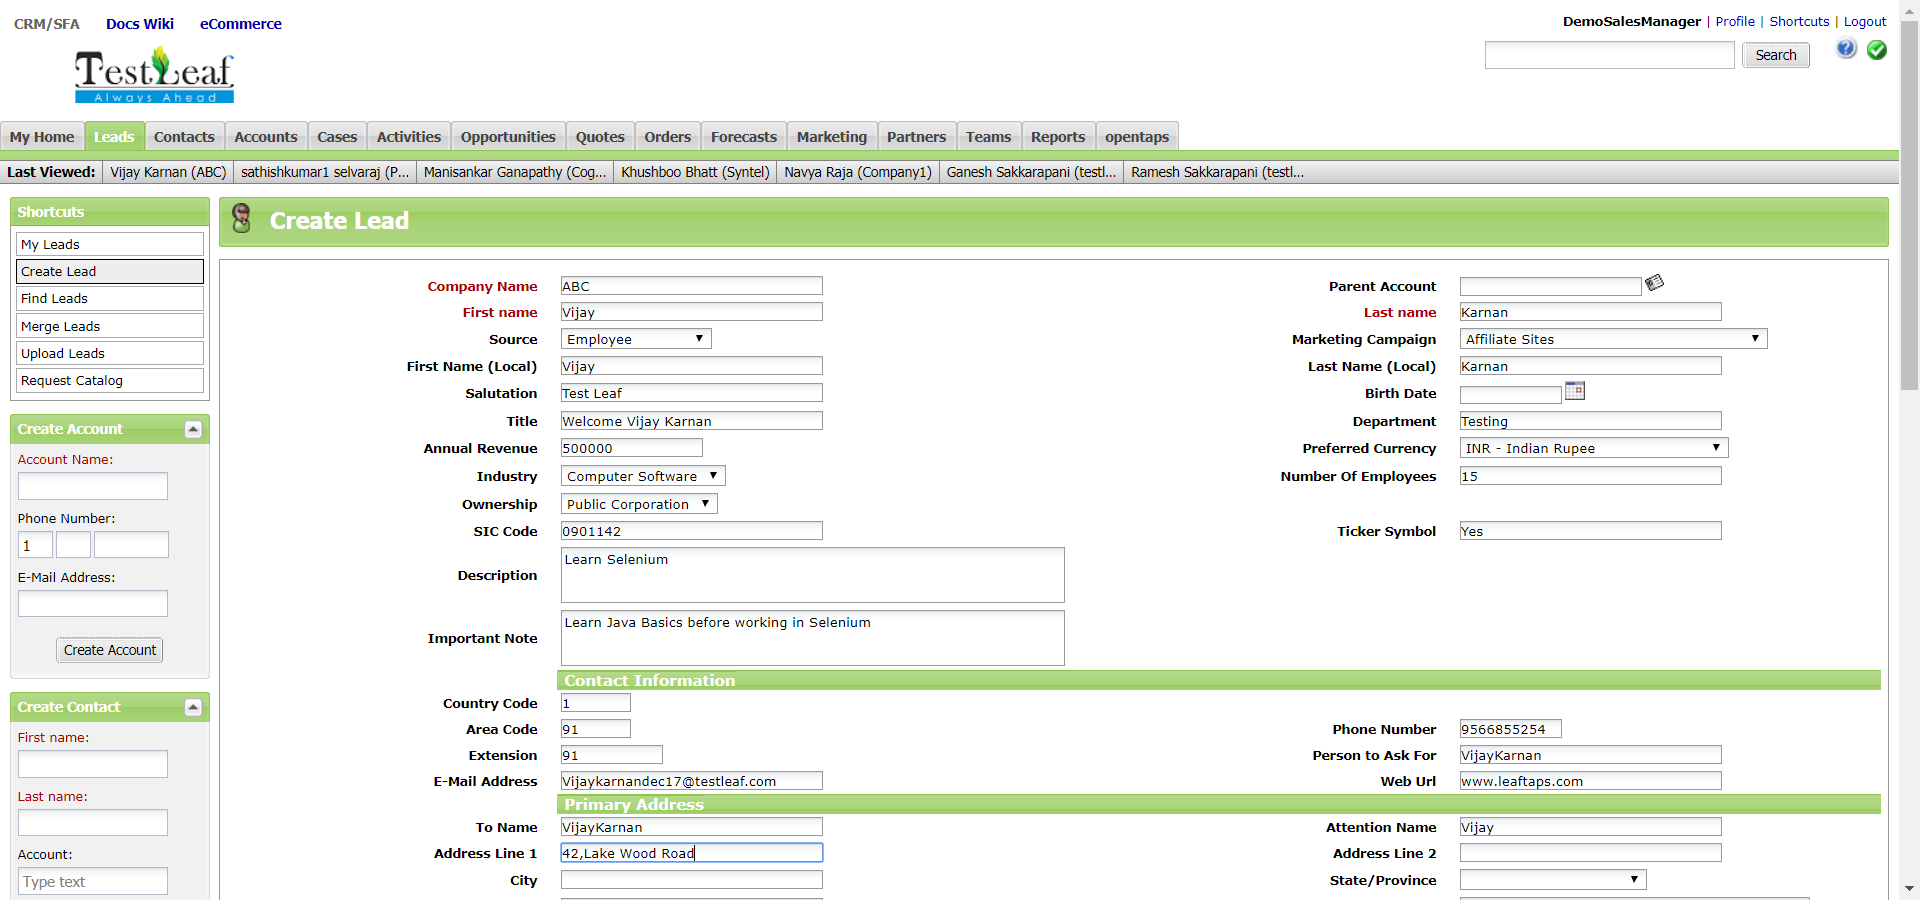 CRM/SFA Docs Wiki eCommerce
DemoSalesManager | Profile | Shortcuts | Logout
Search
TestLeaf
Always Ahead
My Home Leads Contacts Accounts Cases Activities Opportunities Quotes Orders Forecasts Marketing Partners Teams Reports opentaps
Last Viewed: Vijay Karnan (ABC) sathishkumar1 selvaraj (P... Manisankar Ganapathy (Cog... Khushboo Bhatt (Syntel) Navya Raja (Company1) Ganesh Sakkarapani (testl... Ramesh Sakkarapani (testl...
Shortcuts
My Leads
Create Lead
Find Leads
Merge Leads
Upload Leads
Request Catalog
Create Account
Account Name:
Phone Number:
1
E-Mail Address:
Create Account
Create Contact
First name:
Last name:
Account:
Type text
Create Lead
Company Name ABC Parent Account
First name Vijay Last name Karnan
Source Employee Marketing Campaign Affiliate Sites
First Name (Local) Vijay Last Name (Local) Karnan
Salutation Test Leaf Birth Date
Title Welcome Vijay Karnan Department Testing
Annual Revenue 500000 Preferred Currency INR - Indian Rupee
Industry Computer Software Number Of Employees 15
Ownership Public Corporation
SIC Code 0901142 Ticker Symbol Yes
Description Learn Selenium
Important Note Learn Java Basics before working in Selenium
Contact Information
Country Code 1
Area Code 91 Phone Number 9566855254
Extension 91 Person to Ask For VijayKarnan
E-Mail Address Vijaykarnandec17@testleaf.com Web Url www.leaftaps.com
Primary Address
To Name VijayKarnan Attention Name Vijay
Address Line 1 42,Lake Wood Road Address Line 2
City State/Province